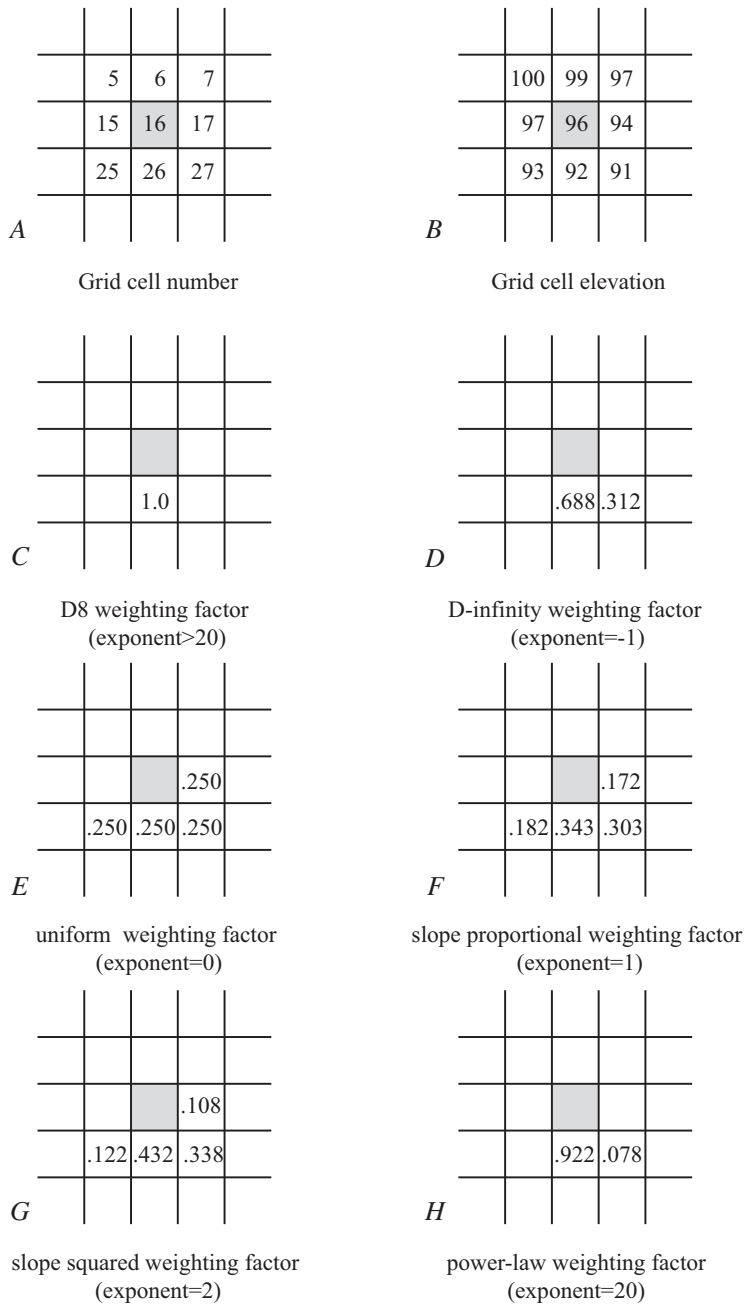 5 6 7
15 16 17
25 26 27
A
Grid cell number
100 99 97
97 96 94
93 92 91
B
Grid cell elevation
1.0
C
D8 weighting factor
(exponent>20)
.688 .312
D
D-infinity weighting factor
(exponent=-1)
.250
.250 .250 .250
E
uniform weighting factor
(exponent=0)
.172
.182 .343 .303
F
slope proportional weighting factor
(exponent=1)
.108
.122 .432 .338
G
slope squared weighting factor
(exponent=2)
.922 .078
H
power-law weighting factor
(exponent=20)